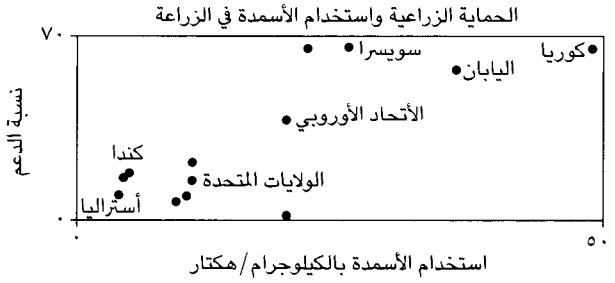 الحماية الزراعية واستخدام الأسمدة في الزراعة
٧٠
سويسرا
كوريا
اليابان
الأتحاد الأوروبي
نسبة الدعم
كندا
الولايات المتحدة
أستراليا
٠
٠
٥٠
استخدام الأسمدة بالكيلوجرام/هكتار